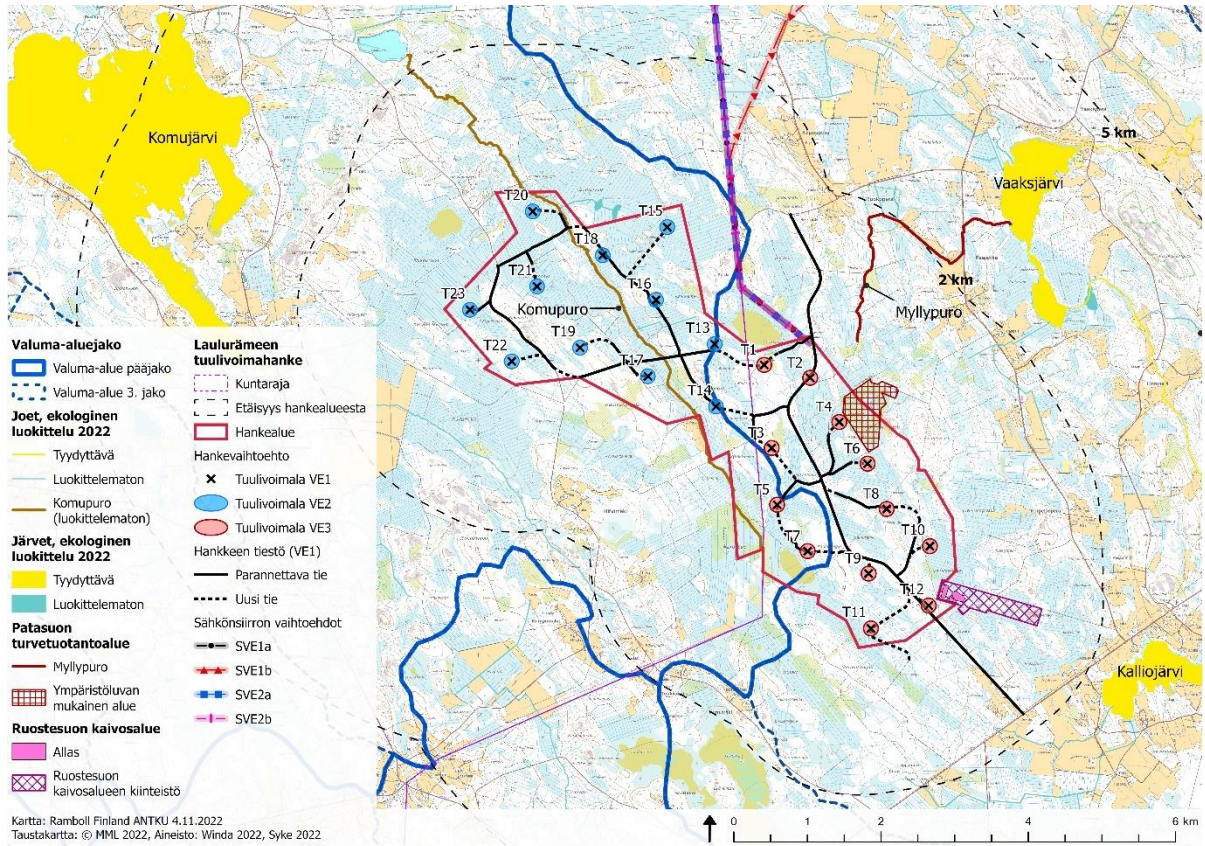 Komujärvi
5 km
Vaaksjärvi
T20
T15
T18
T21
2 km
T16
T23
Komupuro
Myllypuro
T13
T19
T1
T22
T2
T17
T14
T4
T3
T6
T5
T8
T10
T7
T9
T12
T11
Kalliojärvi
Valuma-aluejako
Valuma-alue pääjako
Valuma-alue 3. jako
Joet, ekologinen
luokittelu 2022
Tyydyttävä
Luokittelematon
Komupuro
(luokittelematon)
Järvet, ekologinen
luokittelu 2022
Tyydyttävä
Luokittelematon
Patasuon
turvetuotantoalue
Myllypuro
Ympäristöluvan
mukainen alue
Ruostesuon kaivosalue
Allas
Ruostesuon
kaivosalueen kiinteistö
Laulurämeen
tuulivoimahanke
Kuntaraja
Etäisyys hankealueesta
Hankealue
Hankevaihtoehto
Tuulivoimala VE1
Tuulivoimala VE2
Tuulivoimala VE3
Hankkeen tiestö (VE1)
Parannettava tie
Uusi tie
Sähkönsiirron vaihtoehdot
SVE1a
SVE1b
SVE2a
SVE2b
Kartta: Ramboll Finland ANTKU 4.11.2022
Taustakartta: © MML 2022, Aineisto: Winda 2022, Syke 2022
0 2 4 6 km